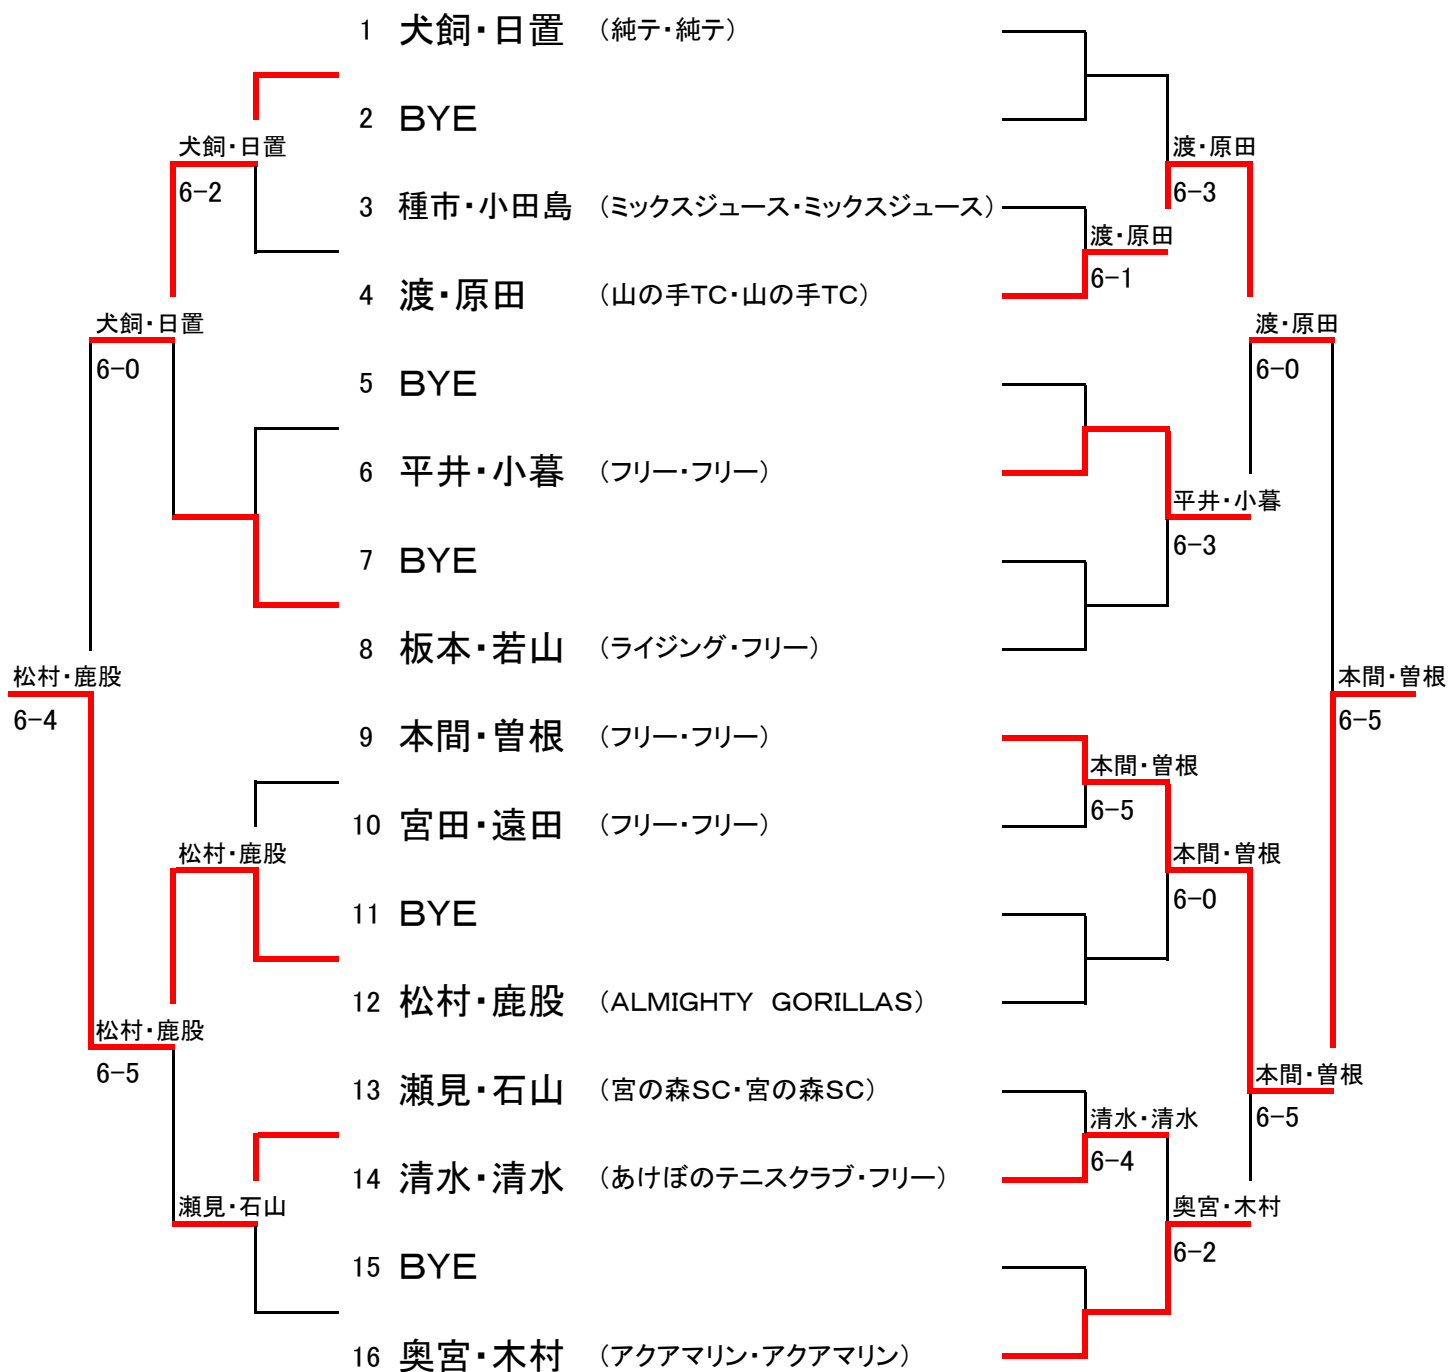 1 犬飼・日置 （純テ・純テ）
2 BYE
犬飼・日置 渡・原田
6-2 6-3
3 種市・小田島 （ミックスジュース・ミックスジュース）
渡・原田
6-1
4 渡・原田 （山の手TC・山の手TC）
犬飼・日置 渡・原田
6-0 6-0
5 BYE
6 平井・小暮 （フリー・フリー）
平井・小暮
6-3
7 BYE
8 板本・若山 （ライジング・フリー）
松村・鹿股 本間・曽根
6-4 6-5
9 本間・曽根 （フリー・フリー）
本間・曽根
6-5
10 宮田・遠田 （フリー・フリー）
松村・鹿股 本間・曽根
6-0
11 BYE
12 松村・鹿股 （ALMIGHTY GORILLAS）
松村・鹿股
6-5
13 瀬見・石山 （宮の森SC・宮の森SC）
本間・曽根
6-5
清水・清水
6-4
14 清水・清水 （あけぼのテニスクラブ・フリー）
瀬見・石山 奥宮・木村
6-2
15 BYE
16 奥宮・木村 （アクアマリン・アクアマリン）